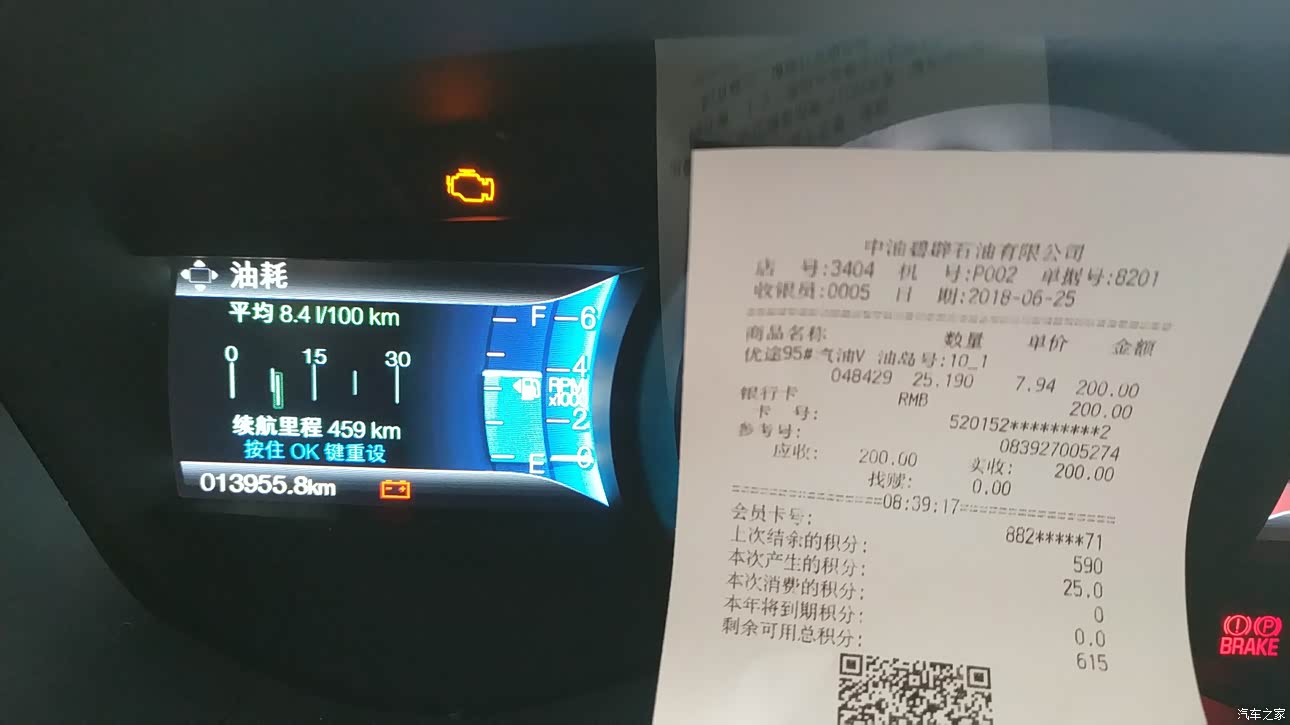 油耗
平均 8.4 l/100 km
0 15 30
续航里程 459 km
按住 OK 键重设
013955.8km
F
E
6
4
RPM
x1000
2
0
中油碧辟石油有限公司
店 号:3404 机 号:P002 单据号:8201
收银员:0005 日 期:2018-06-25
商品名称 数量 单价 金额
优途95#汽油V 油岛号:10_1
048429 25.190 7.94 200.00
银行卡 RMB 200.00
卡 号: 520152*********2
参考号: 083927005274
应收: 200.00 实收: 200.00
找赎: 0.00
08:39:17
会员卡号: 882*****71
上次结余的积分: 590
本次产生的积分: 25.0
本次消费的积分: 0
本年将到期积分: 0.0
剩余可用总积分: 615
P
BRAKE
汽车之家